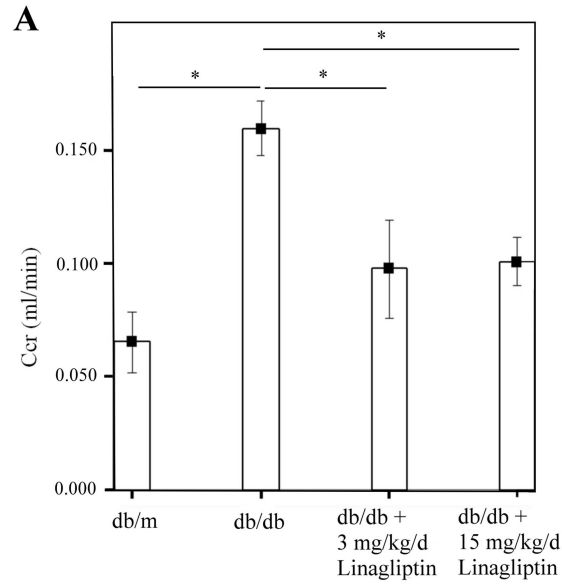 A
*
* *
0.150
0.100
0.050
0.000
Ccr (ml/min)
db/m
db/db
db/db +
3 mg/kg/d
Linagliptin
db/db +
15 mg/kg/d
Linagliptin